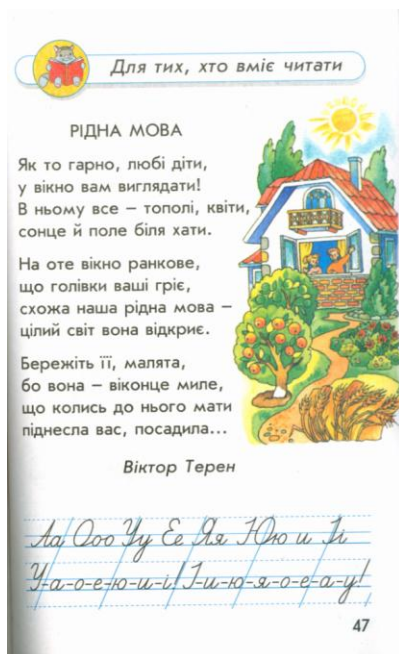 Для тих, хто вміє читати
РІДНА МОВА
Як то гарно, любі діти,
у вікно вам виглядати!
В ньому все – тополі, квіти,
сонце й поле біля хати.
На оте вікно ранкове,
що голівки ваші гріє,
схожа наша рідна мова –
цілий світ вона відкриє.
Бережіть її, малята,
бо вона – віконце миле,
що колись до нього мати
піднесла вас, посадила...
Віктор Терен
Аа Ооо Уу Ее Яя Юю и Іі
У-а-о-е-ю-и-і! І-и-ю-я-о-е-а-у!
47